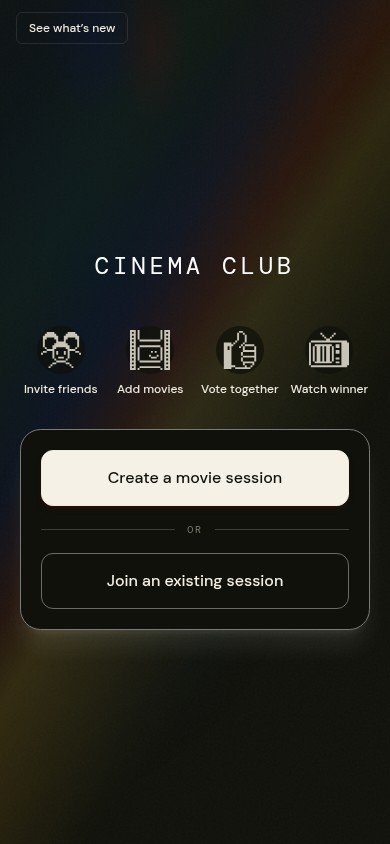 See what's new
CINEMA CLUB
Invite friends
Add movies
Vote together
Watch winner
Create a movie session
OR
Join an existing session